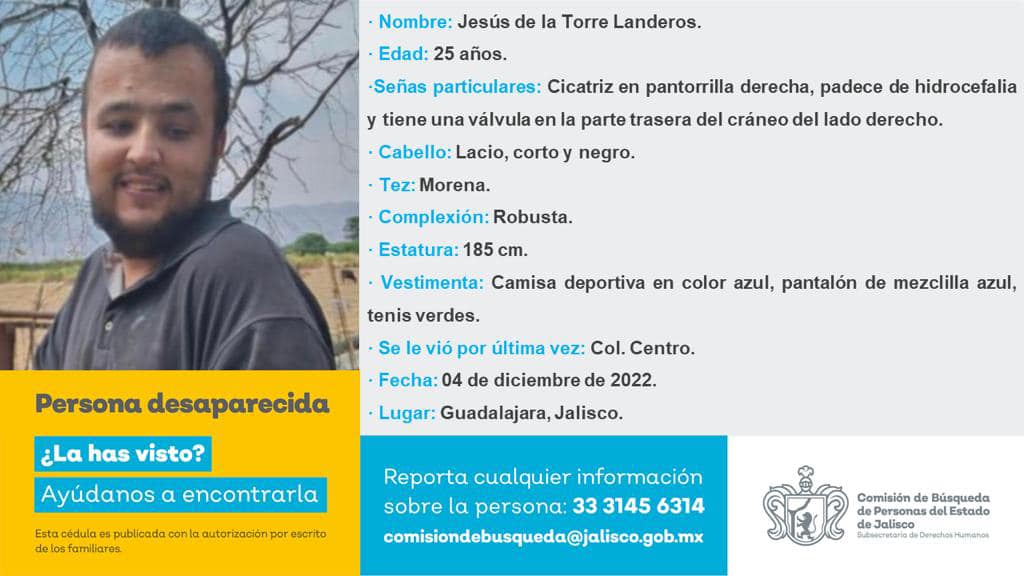 · Nombre: Jesús de la Torre Landeros.
· Edad: 25 años.
·Señas particulares: Cicatriz en pantorrilla derecha, padece de hidrocefalia
y tiene una válvula en la parte trasera del cráneo del lado derecho.
· Cabello: Lacio, corto y negro.
· Tez: Morena.
· Complexión: Robusta.
· Estatura: 185 cm.
· Vestimenta: Camisa deportiva en color azul, pantalón de mezclilla azul,
tenis verdes.
· Se le vió por última vez: Col. Centro.
· Fecha: 04 de diciembre de 2022.
· Lugar: Guadalajara, Jalisco.
Persona desaparecida
¿La has visto?
Ayúdanos a encontrarla
Esta cédula es publicada con la autorización por escrito
de los familiares.
Reporta cualquier información
sobre la persona: 33 3145 6314
comisiondebusqueda@jalisco.gob.mx
Comisión de Búsqueda
de Personas del Estado
de Jalisco
Subsecretaría de Derechos Humanos